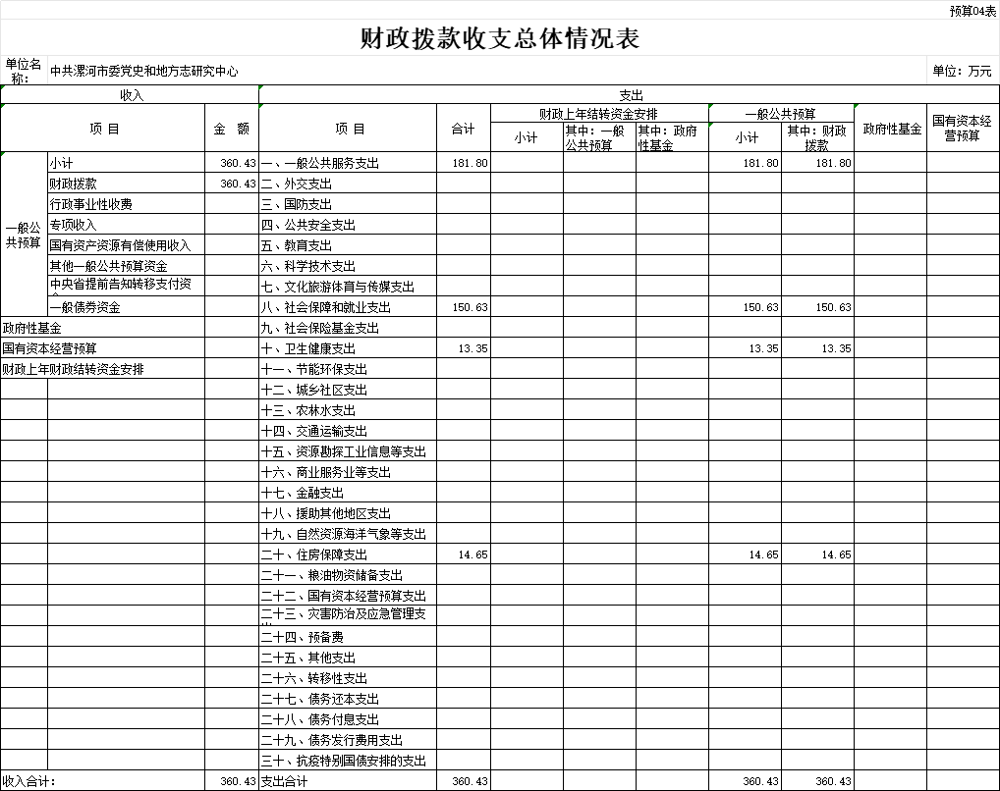 预算04表
财政拨款收支总体情况表
单位名称： 中共漯河市委党史和地方志研究中心 单位：万元
收入 支出
项 目 金 额 项 目 合计 财政上年结转资金安排 一般公共预算 政府性基金 国有资本经营预算
小计 其中：一般公共预算 其中：政府性基金 小计 其中：财政拨款
一般公共预算 小计 360.43 一、一般公共服务支出 181.80 181.80 181.80
财政拨款 360.43 二、外交支出
行政事业性收费 三、国防支出
专项收入 四、公共安全支出
国有资产资源有偿使用收入 五、教育支出
其他一般公共预算资金 六、科学技术支出
中央省提前告知转移支付资 七、文化旅游体育与传媒支出
一般债券资金 八、社会保障和就业支出 150.63 150.63 150.63
政府性基金 九、社会保险基金支出
国有资本经营预算 十、卫生健康支出 13.35 13.35 13.35
财政上年财政结转资金安排 十一、节能环保支出
十二、城乡社区支出
十三、农林水支出
十四、交通运输支出
十五、资源勘探工业信息等支出
十六、商业服务业等支出
十七、金融支出
十八、援助其他地区支出
十九、自然资源海洋气象等支出
二十、住房保障支出 14.65 14.65 14.65
二十一、粮油物资储备支出
二十二、国有资本经营预算支出
二十三、灾害防治及应急管理支
二十四、预备费
二十五、其他支出
二十六、转移性支出
二十七、债务还本支出
二十八、债务付息支出
二十九、债务发行费用支出
三十、抗疫特别国债安排的支出
收入合计： 360.43 支出合计 360.43 360.43 360.43